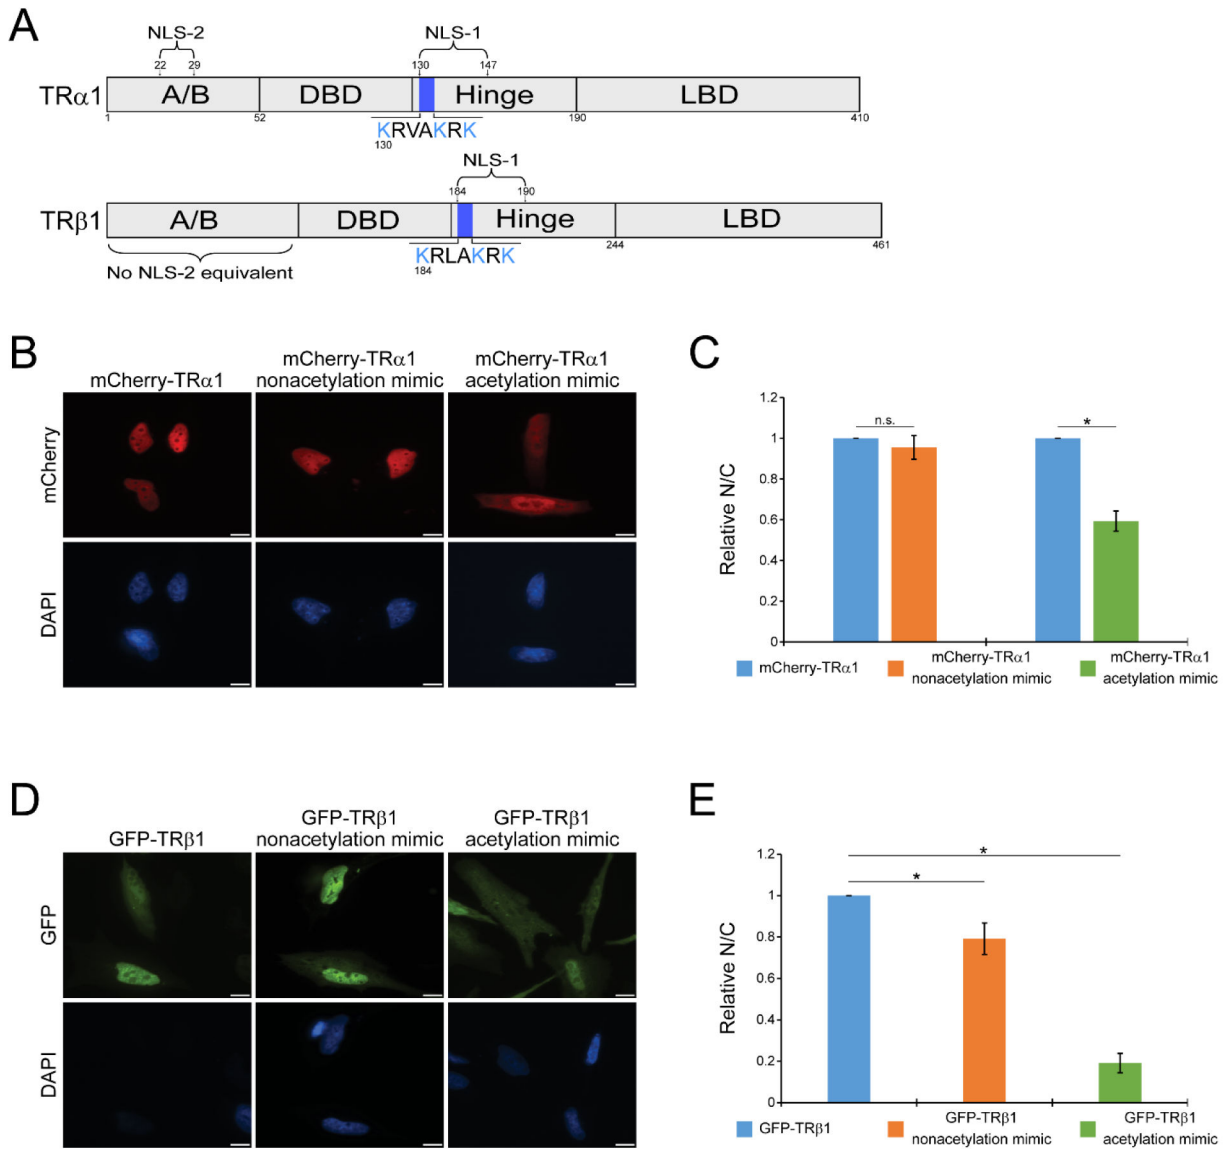 A
NLS-2
22 29
NLS-1
130 147
TRα1
A/B DBD Hinge LBD
1 52 190 410
KRVAKRK
130
NLS-1
184 190
TRβ1
A/B DBD Hinge LBD
244 461
KRLAKRK
184
No NLS-2 equivalent
B
mCherry-TRα1
mCherry-TRα1
nonacetylation mimic
mCherry-TRα1
acetylation mimic
mCherry
DAPI
C
Relative N/C
1.2
1
0.8
0.6
0.4
0.2
0
n.s.
*
mCherry-TRα1
mCherry-TRα1
nonacetylation mimic
mCherry-TRα1
acetylation mimic
D
GFP-TRβ1
GFP-TRβ1
nonacetylation mimic
GFP-TRβ1
acetylation mimic
GFP
DAPI
E
Relative N/C
1.2
1
0.8
0.6
0.4
0.2
0
*
*
GFP-TRβ1
GFP-TRβ1
nonacetylation mimic
GFP-TRβ1
acetylation mimic